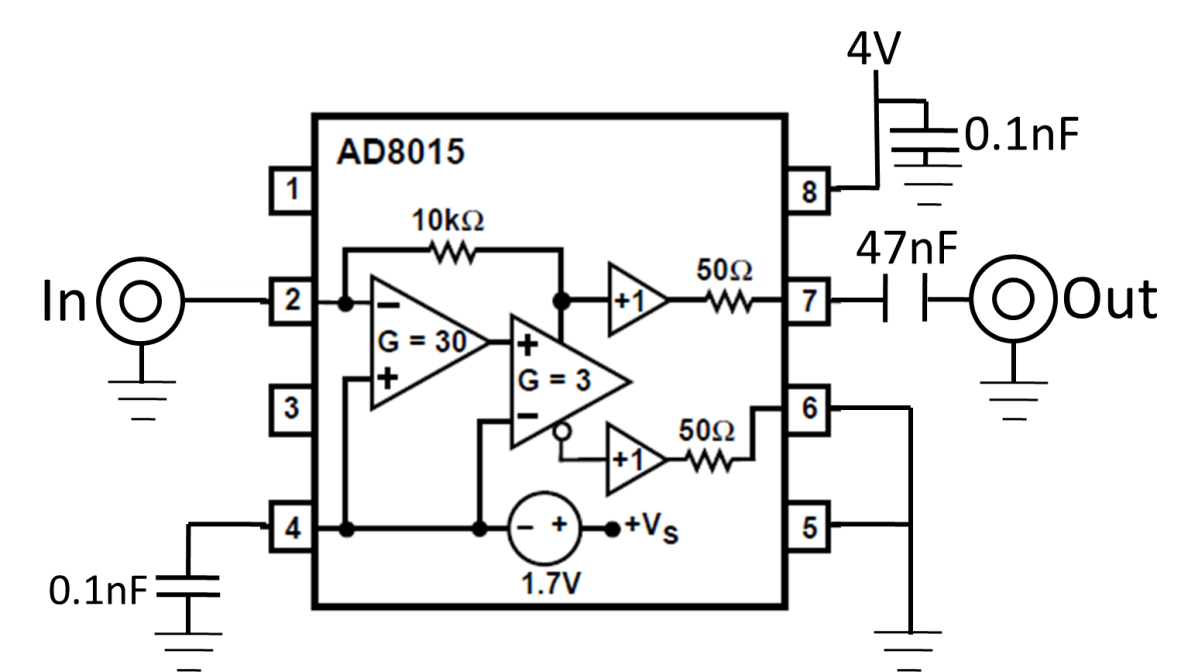 4V
0.1nF
AD8015
1
8
10kΩ
47nF
50Ω
In
2
−
+1
7
Out
G = 30
+
+
G = 3
3
−
6
50Ω
+1
4
− +
+Vs
5
1.7V
0.1nF